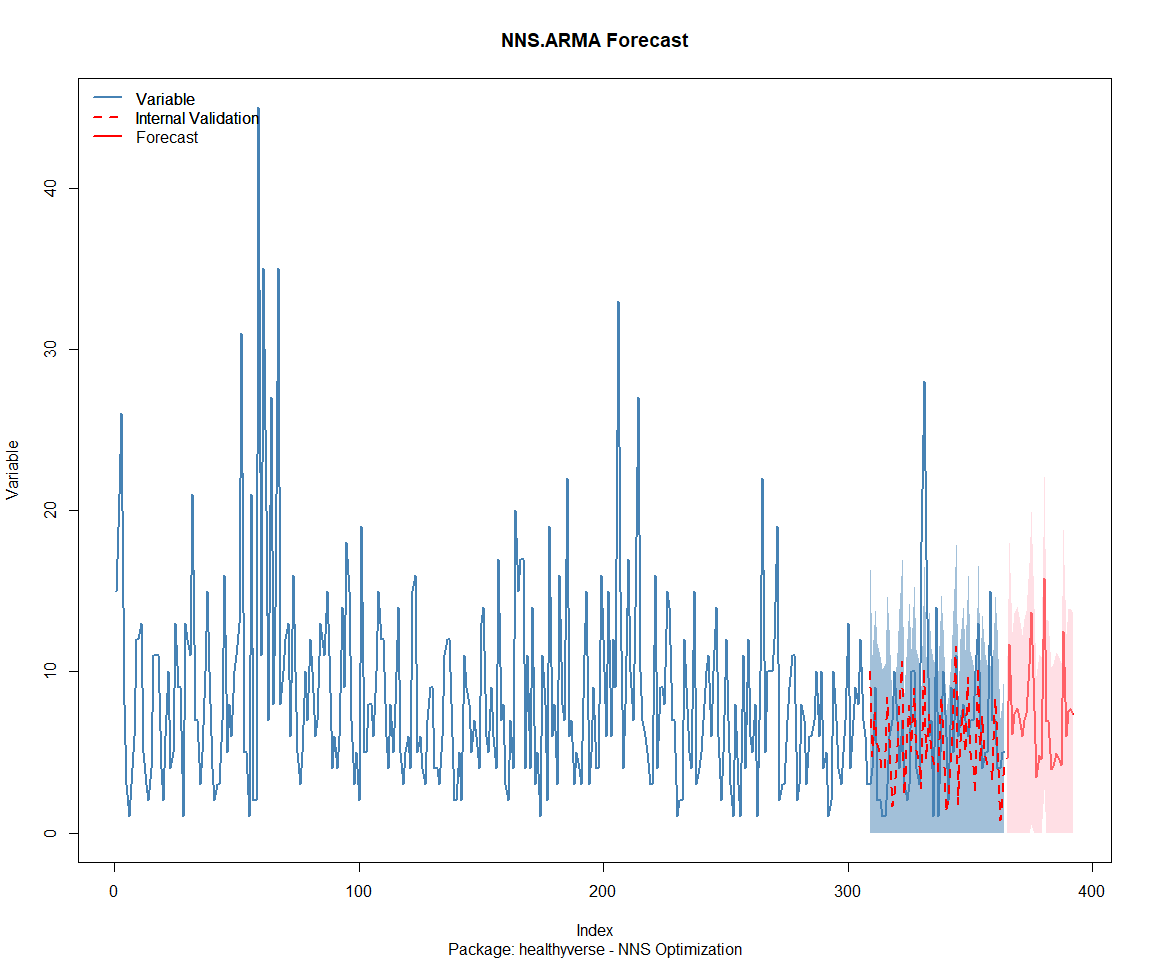 NNS.ARMA Forecast
Variable
Internal Validation
Forecast
40
30
20
10
0
Variable
0 100 200 300 400
Index
Package: healthyverse - NNS Optimization